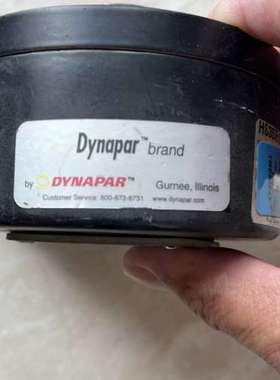 Dynapar™ brand
by DYNAPAR™ Gurnee, Illinois
Customer Service: 800-873-8731 www.dynapar.com